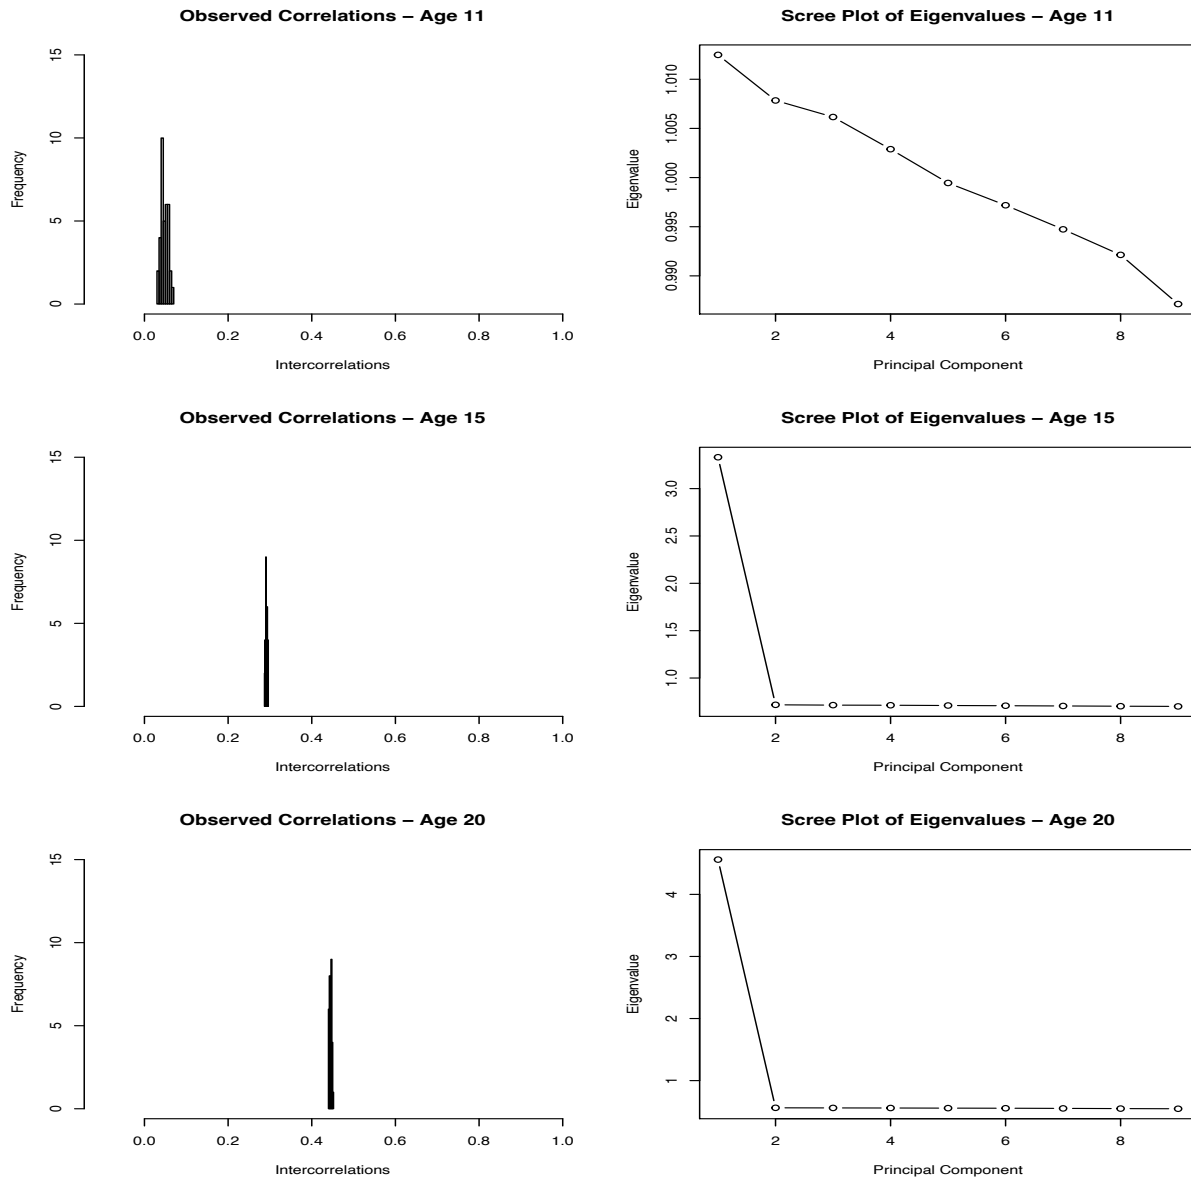 Observed Correlations – Age 11
15
10
5
0
Frequency
0.0 0.2 0.4 0.6 0.8 1.0
Intercorrelations
Scree Plot of Eigenvalues – Age 11
1.010
1.005
1.000
0.995
0.990
Eigenvalue
2 4 6 8
Principal Component
Observed Correlations – Age 15
15
10
5
0
Frequency
0.0 0.2 0.4 0.6 0.8 1.0
Intercorrelations
Scree Plot of Eigenvalues – Age 15
3.0
2.5
2.0
1.5
1.0
Eigenvalue
2 4 6 8
Principal Component
Observed Correlations – Age 20
15
10
5
0
Frequency
0.0 0.2 0.4 0.6 0.8 1.0
Intercorrelations
Scree Plot of Eigenvalues – Age 20
4
3
2
1
Eigenvalue
2 4 6 8
Principal Component